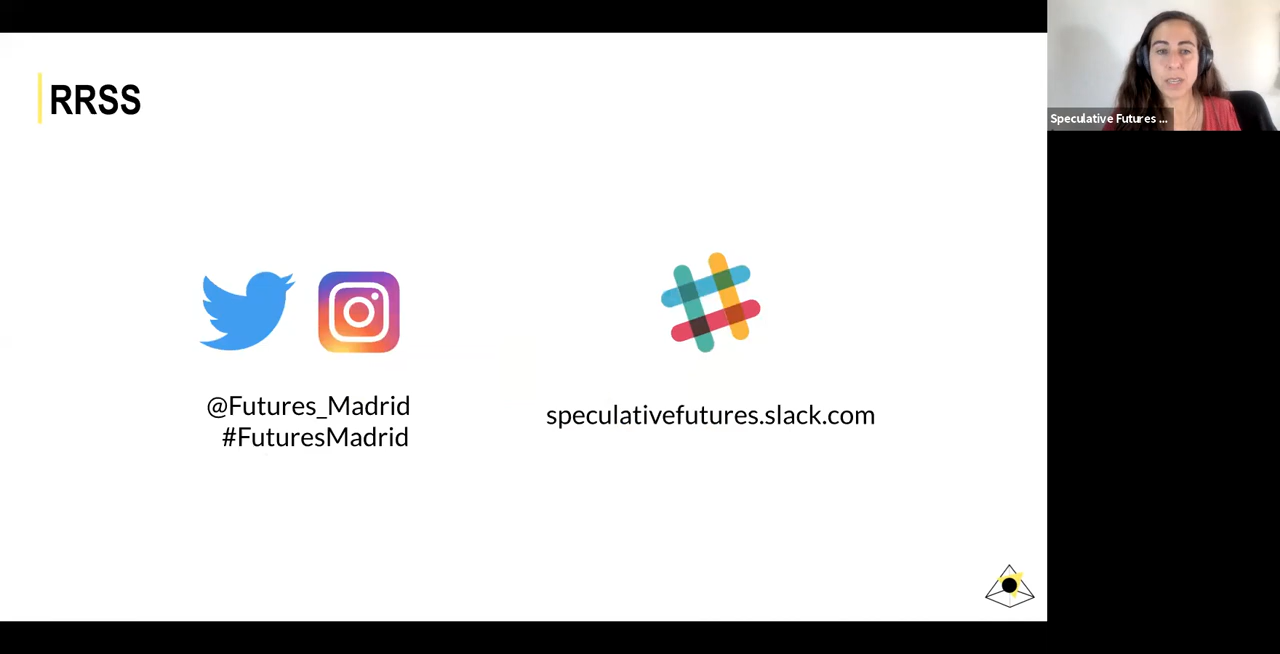 RRSS
@Futures_Madrid
#FuturesMadrid
speculativefutures.slack.com
Speculative Futures ...